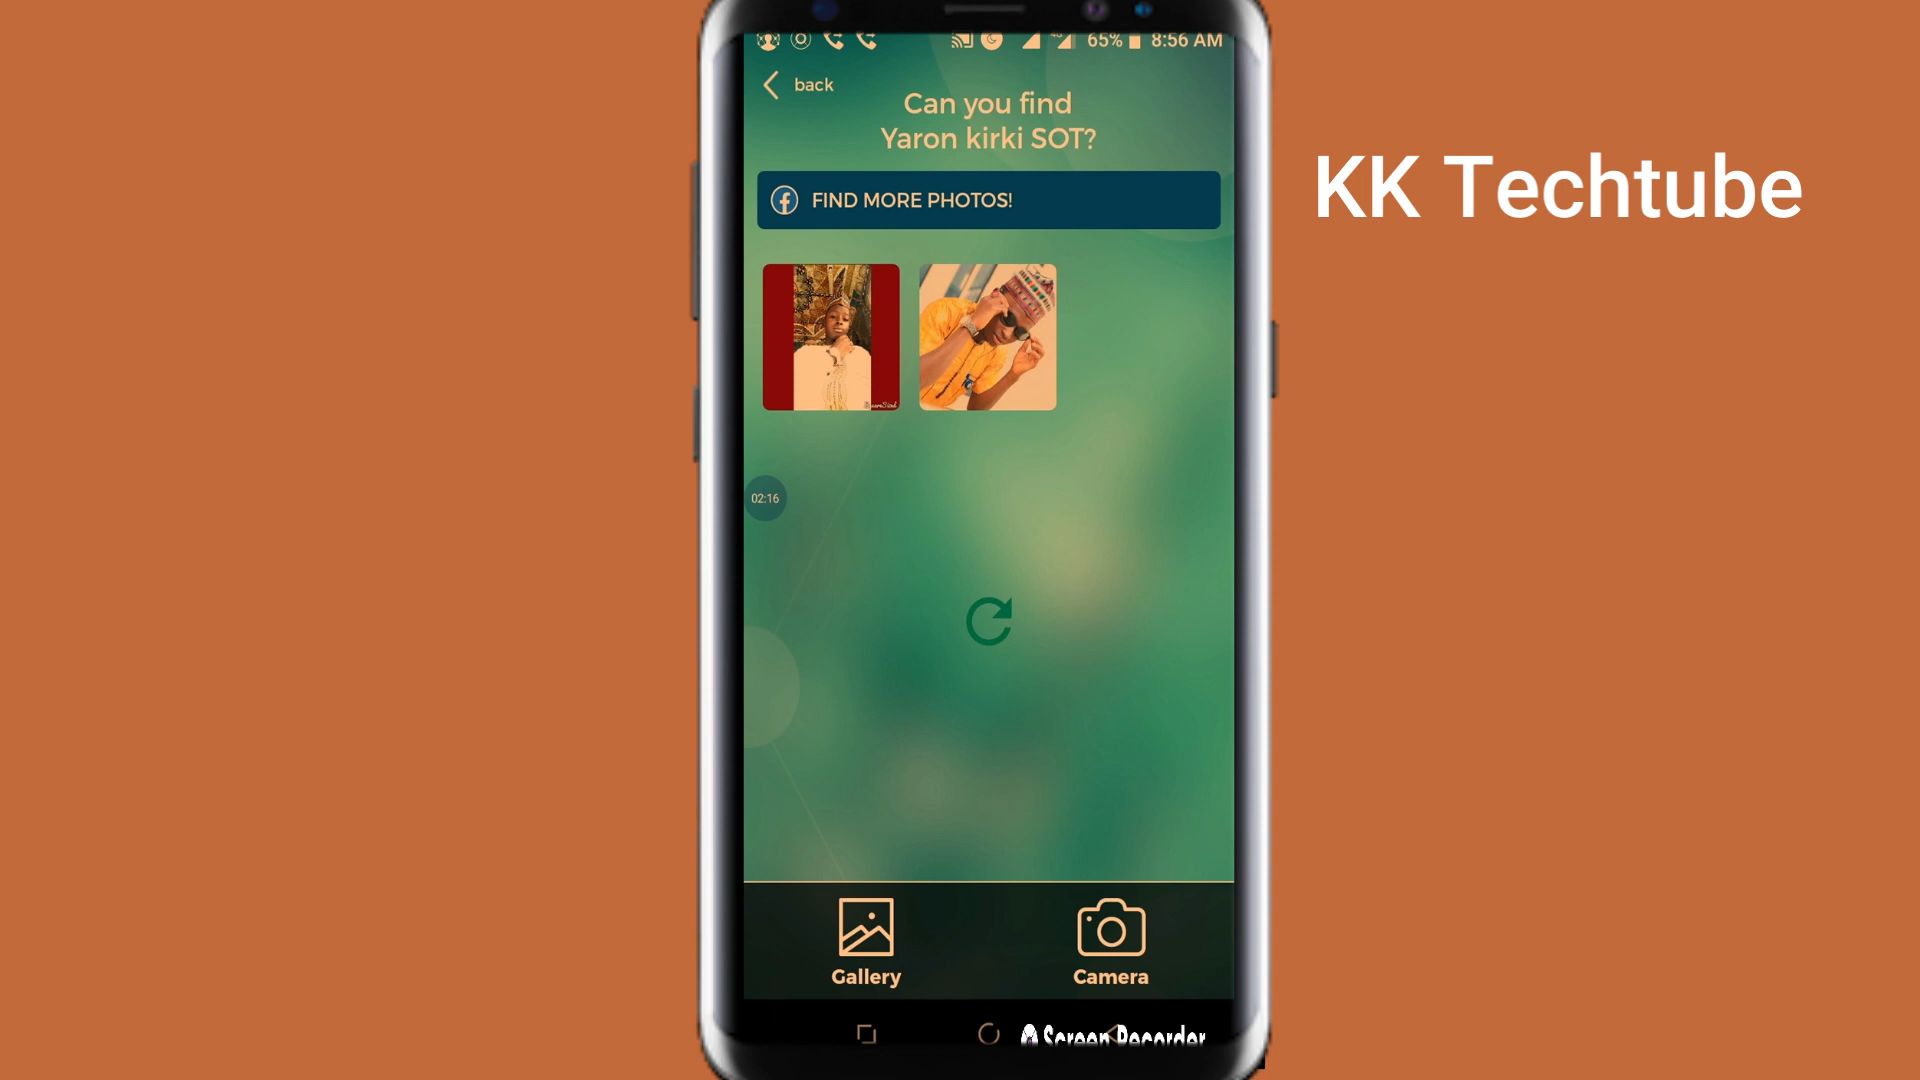 65% 8:56 AM
back
Can you find
Yaron kirki SOT?
FIND MORE PHOTOS!
KK Techtube
02:16
Gallery
Camera
Screen Recorder